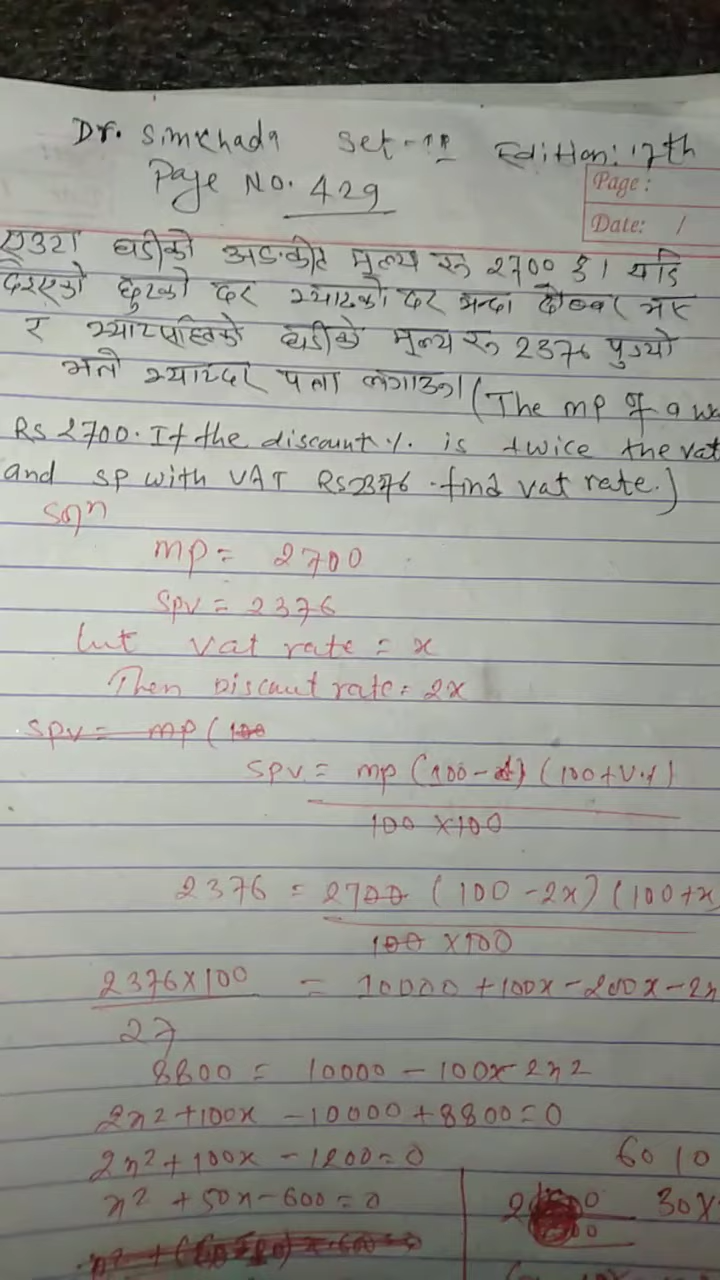 Dr. Simkhada Set-12 Edition: 17th
Page No. 429
Page:
Date: /
एउटा घडीको अङ्कीत मूल्य रू 2700 छ। यदि
दिइएको छुटको दर भ्याटको दर भन्दा दोब्बर भए
र भ्याटसहितको घडीको मूल्य रू 2376 पुग्यो
भने भ्याटदर पत्ता लगाउन। (The mp of a wa
RS 2700. If the discount % is twice the vat
and sp with VAT RS2376 find vat rate.)
Soln
mp = 2700
spv = 2376
Let vat rate = x
Then Discount rate = 2x
spv = mp (100
spv = mp (100-d) (100+V.%)
100 ×100
2376 = 2700 (100 -2x) (100+x
100 ×100
2376×100 = 10000 +100x -200x -2x
27
8800 = 10000 - 100x - 2x2
2x2 +100x - 10000 + 8800 = 0
2x2 + 100x - 1200 = 0
60 10
x2 + 50x - 600 = 0
30X